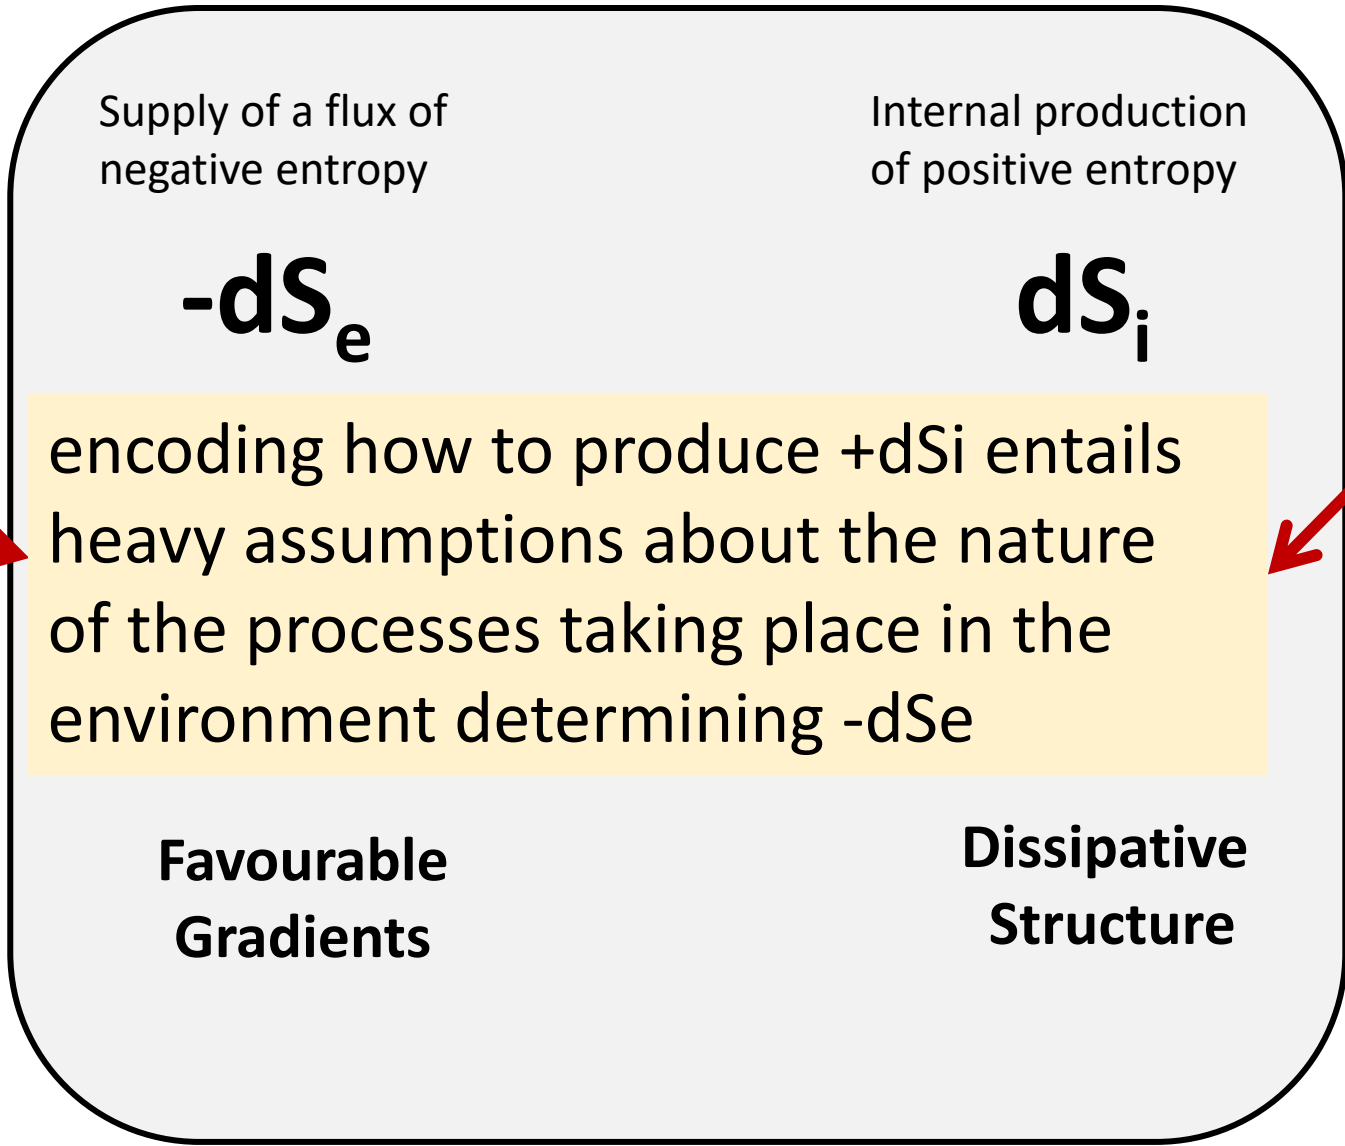 Supply of a flux of
negative entropy
Internal production
of positive entropy
-dSe
dSi
encoding how to produce +dSi entails
heavy assumptions about the nature
of the processes taking place in the
environment determining -dSe
Favourable
Gradients
Dissipative
Structure